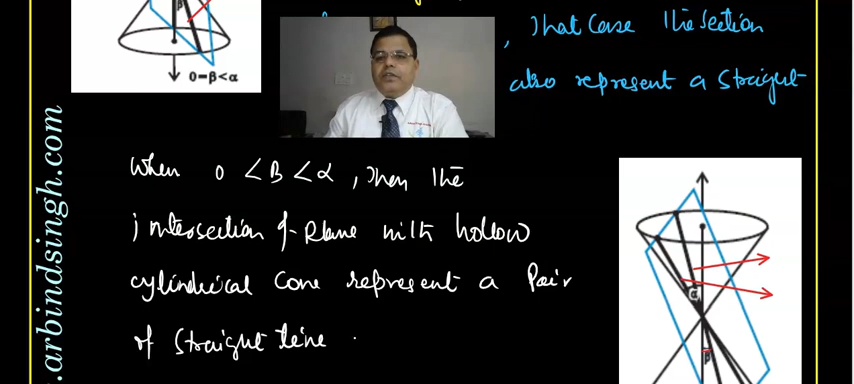 β
0=β<α
, that case the section
also represent a straight
When 0 < β < α , then the
intersection of plane with hollow
cylindrical cone represent a Pair
of straight line .
α
β
.arbindsingh.com